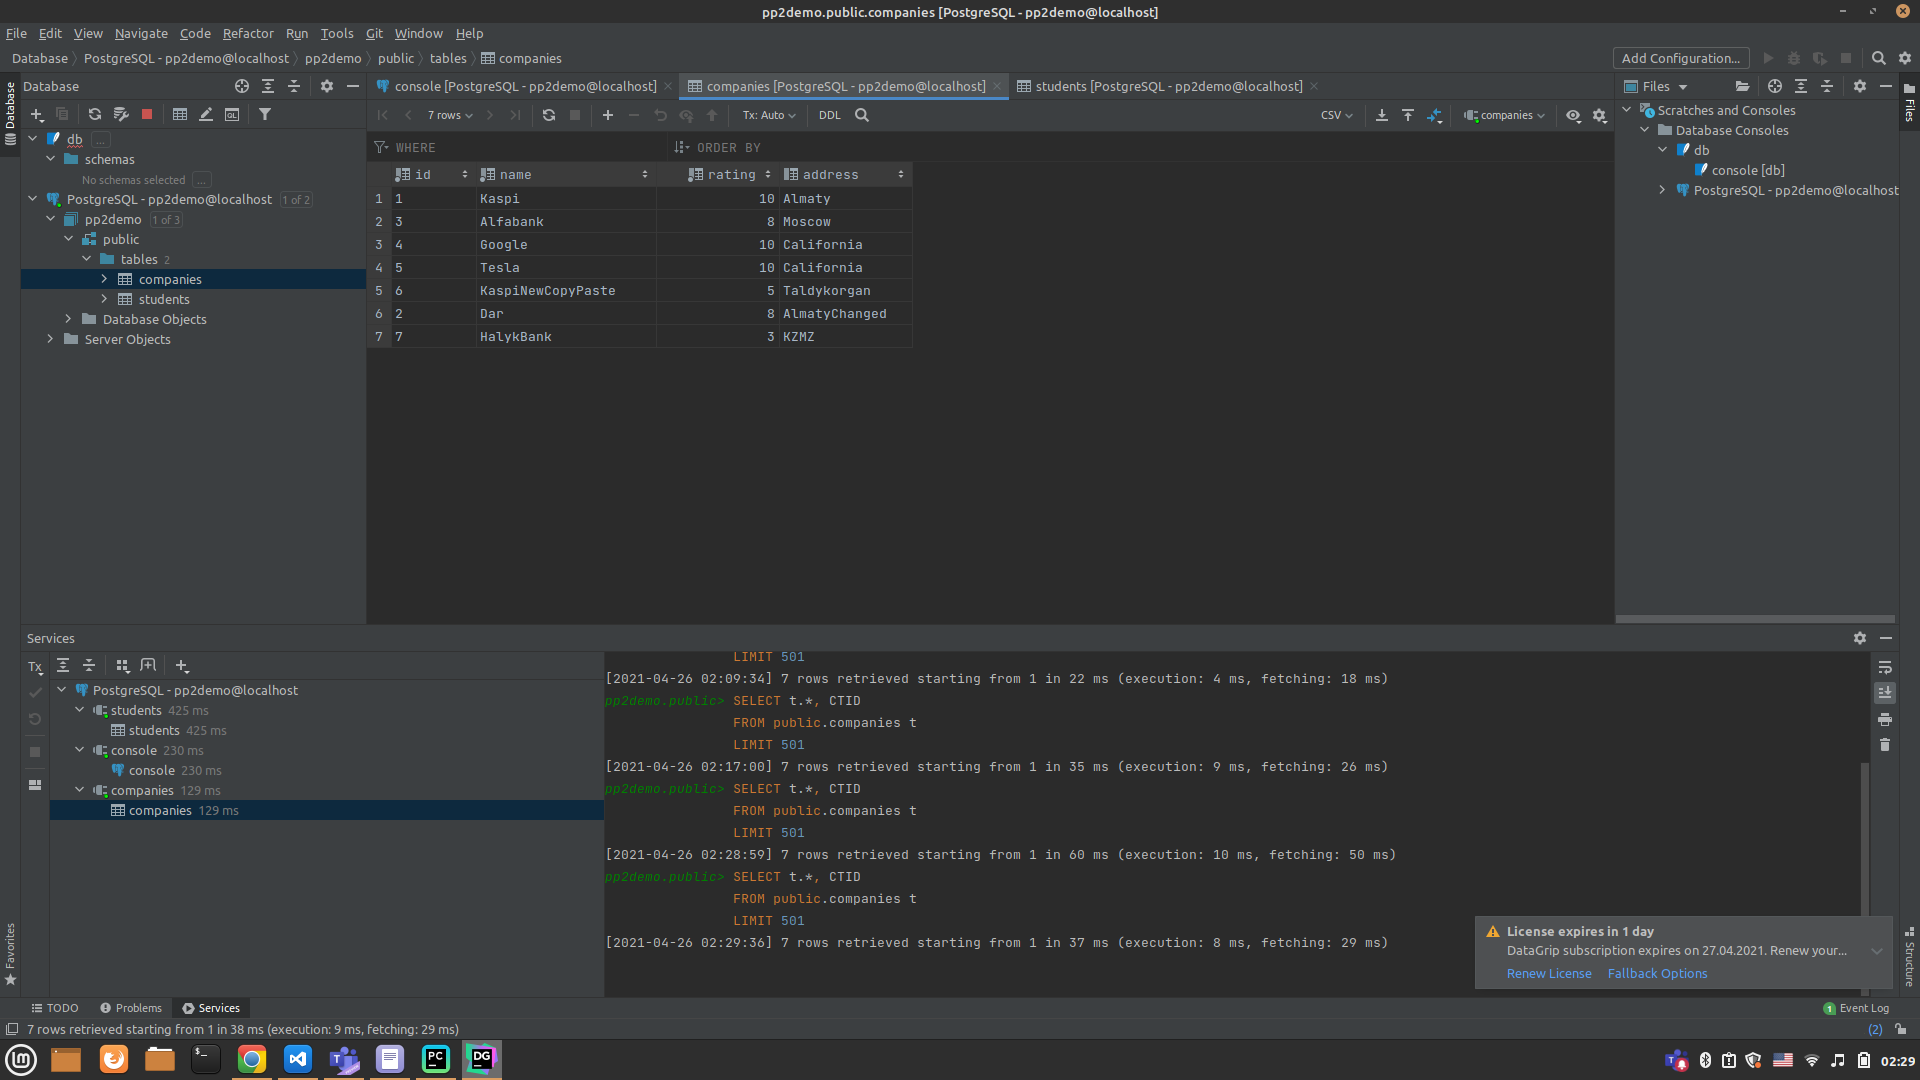 pp2demo.public.companies [PostgreSQL - pp2demo@localhost]
File Edit View Navigate Code Refactor Run Tools Git Window Help
Database PostgreSQL - pp2demo@localhost pp2demo public tables companies
Add Configuration...
Database
console [PostgreSQL - pp2demo@localhost]
companies [PostgreSQL - pp2demo@localhost]
students [PostgreSQL - pp2demo@localhost]
Files
7 rows
Tx: Auto
DDL
CSV
companies
WHERE
ORDER BY
id name rating address
1 1 Kaspi 10 Almaty
2 3 Alfabank 8 Moscow
3 4 Google 10 California
4 5 Tesla 10 California
5 6 KaspiNewCopyPaste 5 Taldykorgan
6 2 Dar 8 AlmatyChanged
7 7 HalykBank 3 KZMZ
Database
db ...
schemas
No schemas selected ...
PostgreSQL - pp2demo@localhost 1 of 2
pp2demo 1 of 3
public
tables 2
companies
students
Database Objects
Server Objects
Scratches and Consoles
Database Consoles
db
console [db]
PostgreSQL - pp2demo@localhost
Files
Services
Tx
PostgreSQL - pp2demo@localhost
students 425 ms
students 425 ms
console 230 ms
console 230 ms
companies 129 ms
companies 129 ms
LIMIT 501
[2021-04-26 02:09:34] 7 rows retrieved starting from 1 in 22 ms (execution: 4 ms, fetching: 18 ms)
pp2demo.public> SELECT t.*, CTID
FROM public.companies t
LIMIT 501
[2021-04-26 02:17:00] 7 rows retrieved starting from 1 in 35 ms (execution: 9 ms, fetching: 26 ms)
pp2demo.public> SELECT t.*, CTID
FROM public.companies t
LIMIT 501
[2021-04-26 02:28:59] 7 rows retrieved starting from 1 in 60 ms (execution: 10 ms, fetching: 50 ms)
pp2demo.public> SELECT t.*, CTID
FROM public.companies t
LIMIT 501
[2021-04-26 02:29:36] 7 rows retrieved starting from 1 in 37 ms (execution: 8 ms, fetching: 29 ms)
License expires in 1 day
DataGrip subscription expires on 27.04.2021. Renew your...
Renew License Fallback Options
Favorites
Structure
TODO Problems Services
1 Event Log
7 rows retrieved starting from 1 in 38 ms (execution: 9 ms, fetching: 29 ms)
(2)
PC
DG
02:29